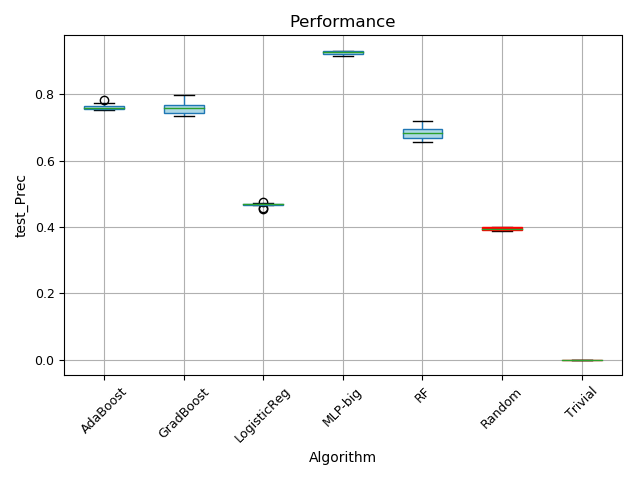 Performance
test_Prec
0.8
0.6
0.4
0.2
0.0
AdaBoost
GradBoost
LogisticReg
MLP-big
RF
Random
Trivial
Algorithm